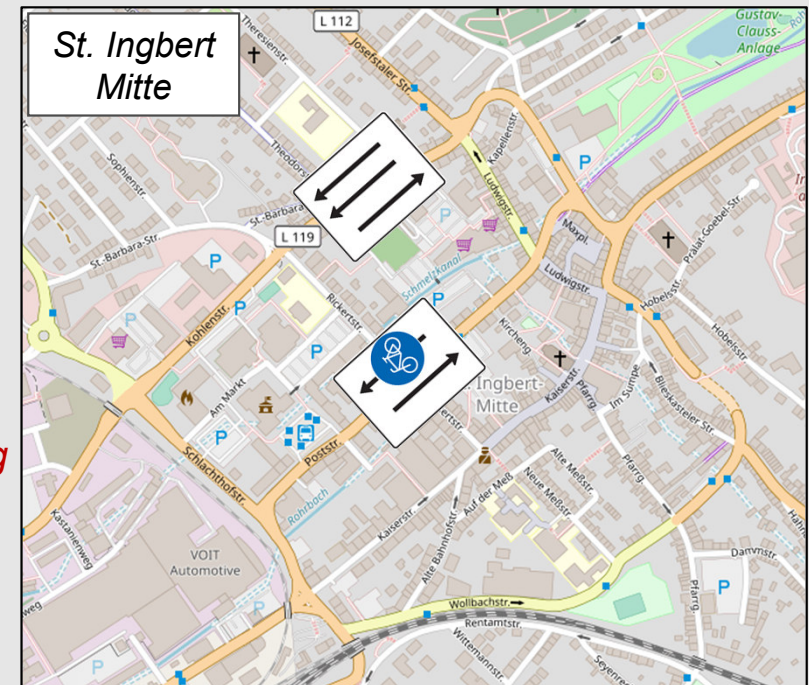 St. Ingbert
Mitte
L 112
Gustav-
Clauss-
Anlage
Theresienstr.
Josefstaler Str.
Kapellenstr.
P
Sophienstr.
Theodorstr.
Ludwigstr.
St.-Barbara
Prälat-Goebel-Str.
P
L 119
Maxpl.
St.-Barbara-Str.
P
Schmelzkanal
Ludwigstr.
Rickertstr.
P
Hobelsstr.
P
Kohlenstr.
Kircheng.
Hobelsstr.
P
Ingbert-
Mitte
Kaiserstr.
Pfarrg.
Im Sumpe
Blieskasteler Str.
Am Markt
P
Poststr.
g
Schlachthofstr.
Alte Meßstr.
Neue Meßstr.
Auf der Meß
Pfarrg.
Rohrbach
Kaiserstr.
Alte Bahnhofstr.
Kastanienweg
VOIT
Automotive
Dammstr.
P
Pfarrg.
P
Wollbachstr.
Rentamtstr.
Wittemannstr.
P